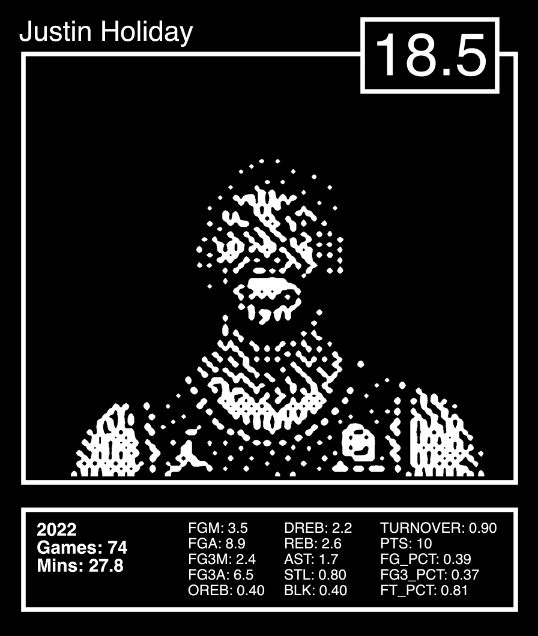 Justin Holiday
18.5
2022
Games: 74
Mins: 27.8
FGM: 3.5
FGA: 8.9
FG3M: 2.4
FG3A: 6.5
OREB: 0.40
DREB: 2.2
REB: 2.6
AST: 1.7
STL: 0.80
BLK: 0.40
TURNOVER: 0.90
PTS: 10
FG_PCT: 0.39
FG3_PCT: 0.37
FT_PCT: 0.81